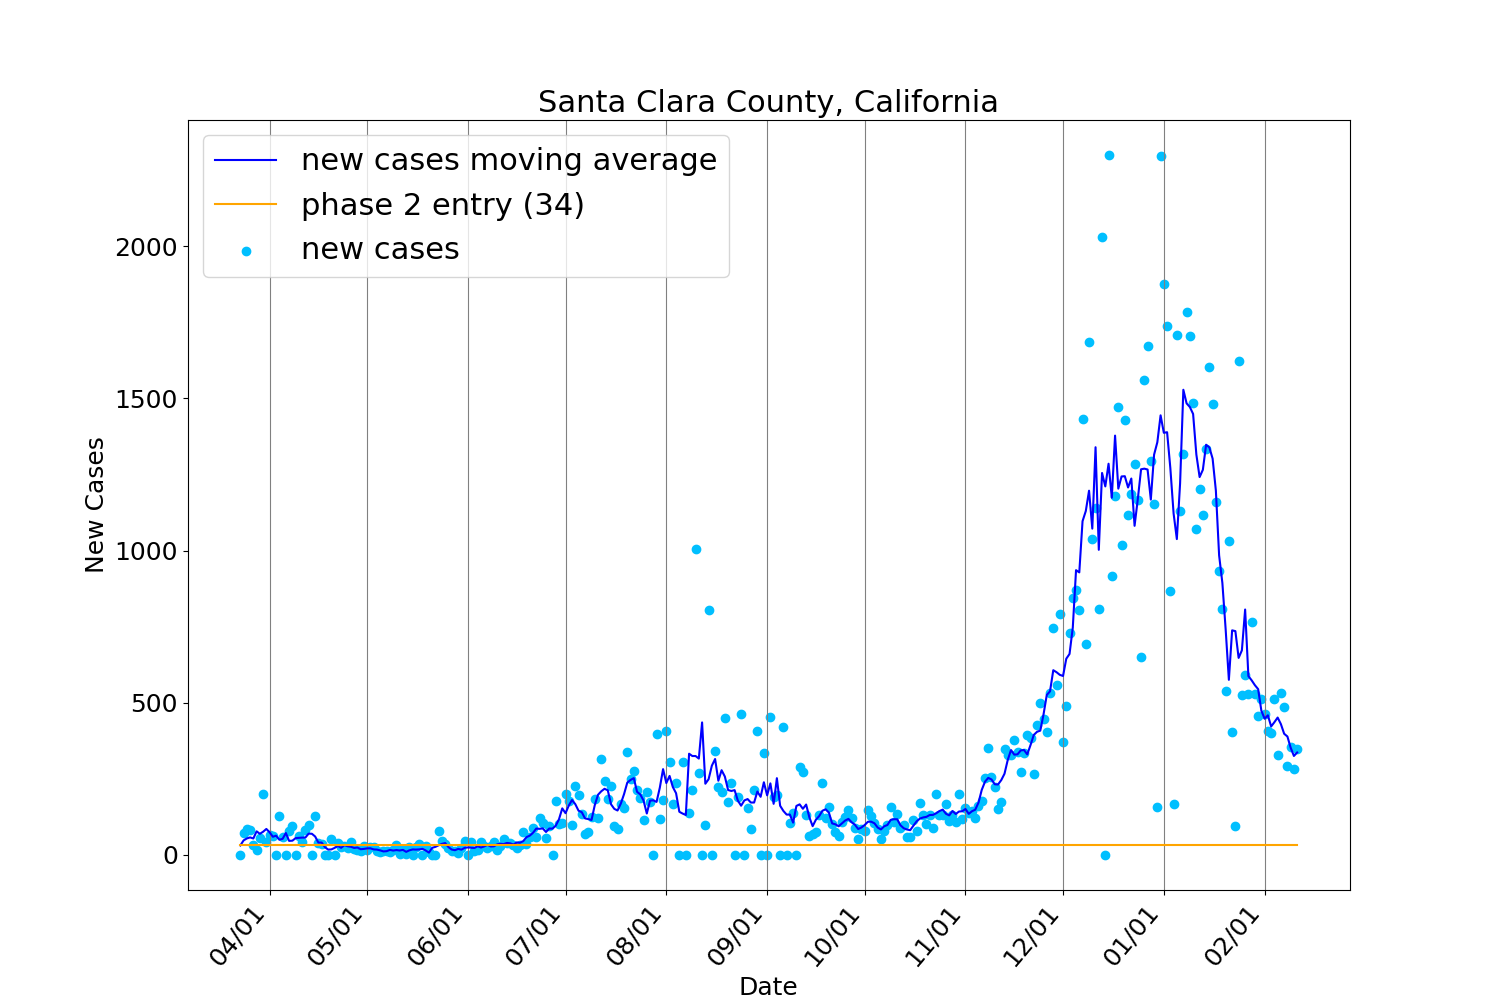 Santa Clara County, California
new cases moving average
phase 2 entry (34)
new cases
New Cases
2000
1500
1000
500
0
04/01
05/01
06/01
07/01
08/01
09/01
10/01
11/01
12/01
01/01
02/01
Date